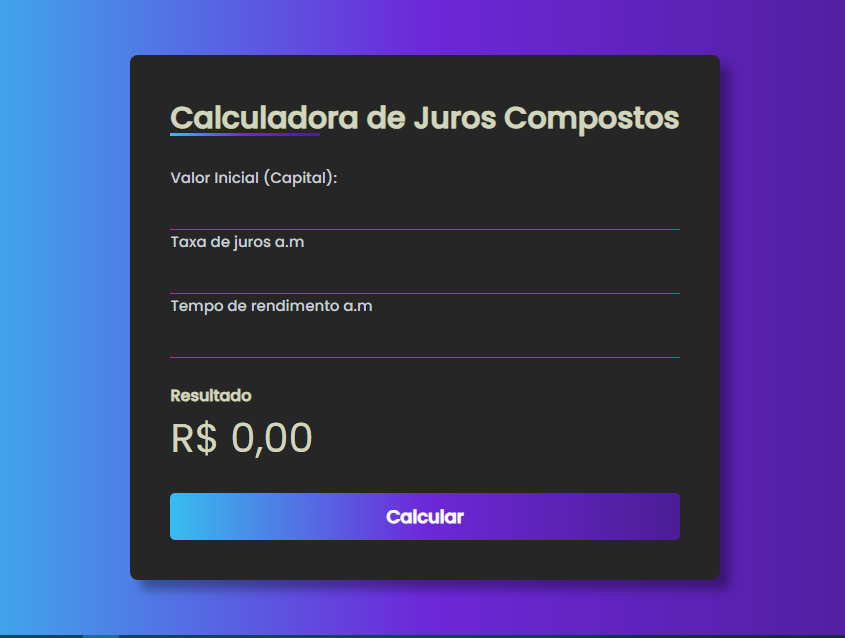 Calculadora de Juros Compostos
Valor Inicial (Capital):
Taxa de juros a.m
Tempo de rendimento a.m
Resultado
R$ 0,00
Calcular